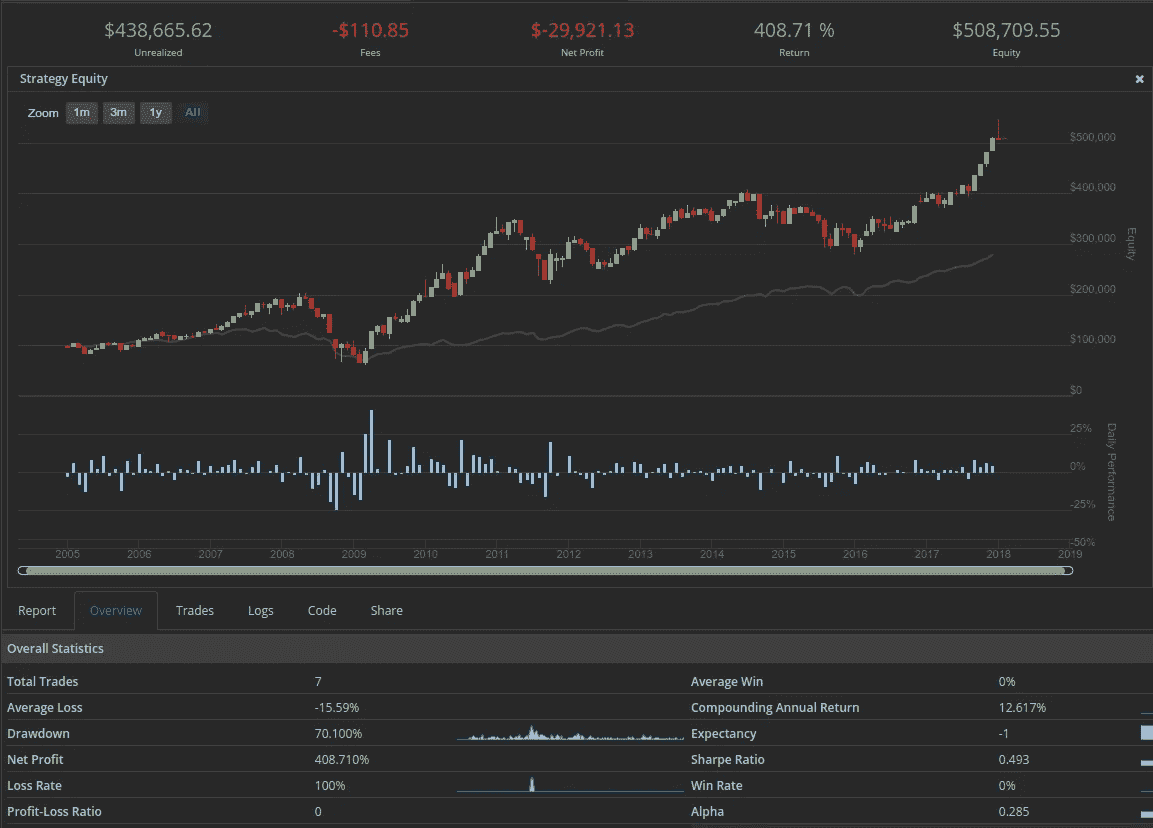 $438,665.62 -$110.85 $-29,921.13 408.71 % $508,709.55
Unrealized Fees Net Profit Return Equity
Strategy Equity ×
Zoom 1m 3m 1y All
$500,000
$400,000
$300,000
Equity
$200,000
$100,000
$0
25%
0%
Daily Performance
-25%
-50%
2005 2006 2007 2008 2009 2010 2011 2012 2013 2014 2015 2016 2017 2018 2019
Report Overview Trades Logs Code Share
Overall Statistics
Total Trades 7 Average Win 0%
Average Loss -15.59% Compounding Annual Return 12.617%
Drawdown 70.100% Expectancy -1
Net Profit 408.710% Sharpe Ratio 0.493
Loss Rate 100% Win Rate 0%
Profit-Loss Ratio 0 Alpha 0.285